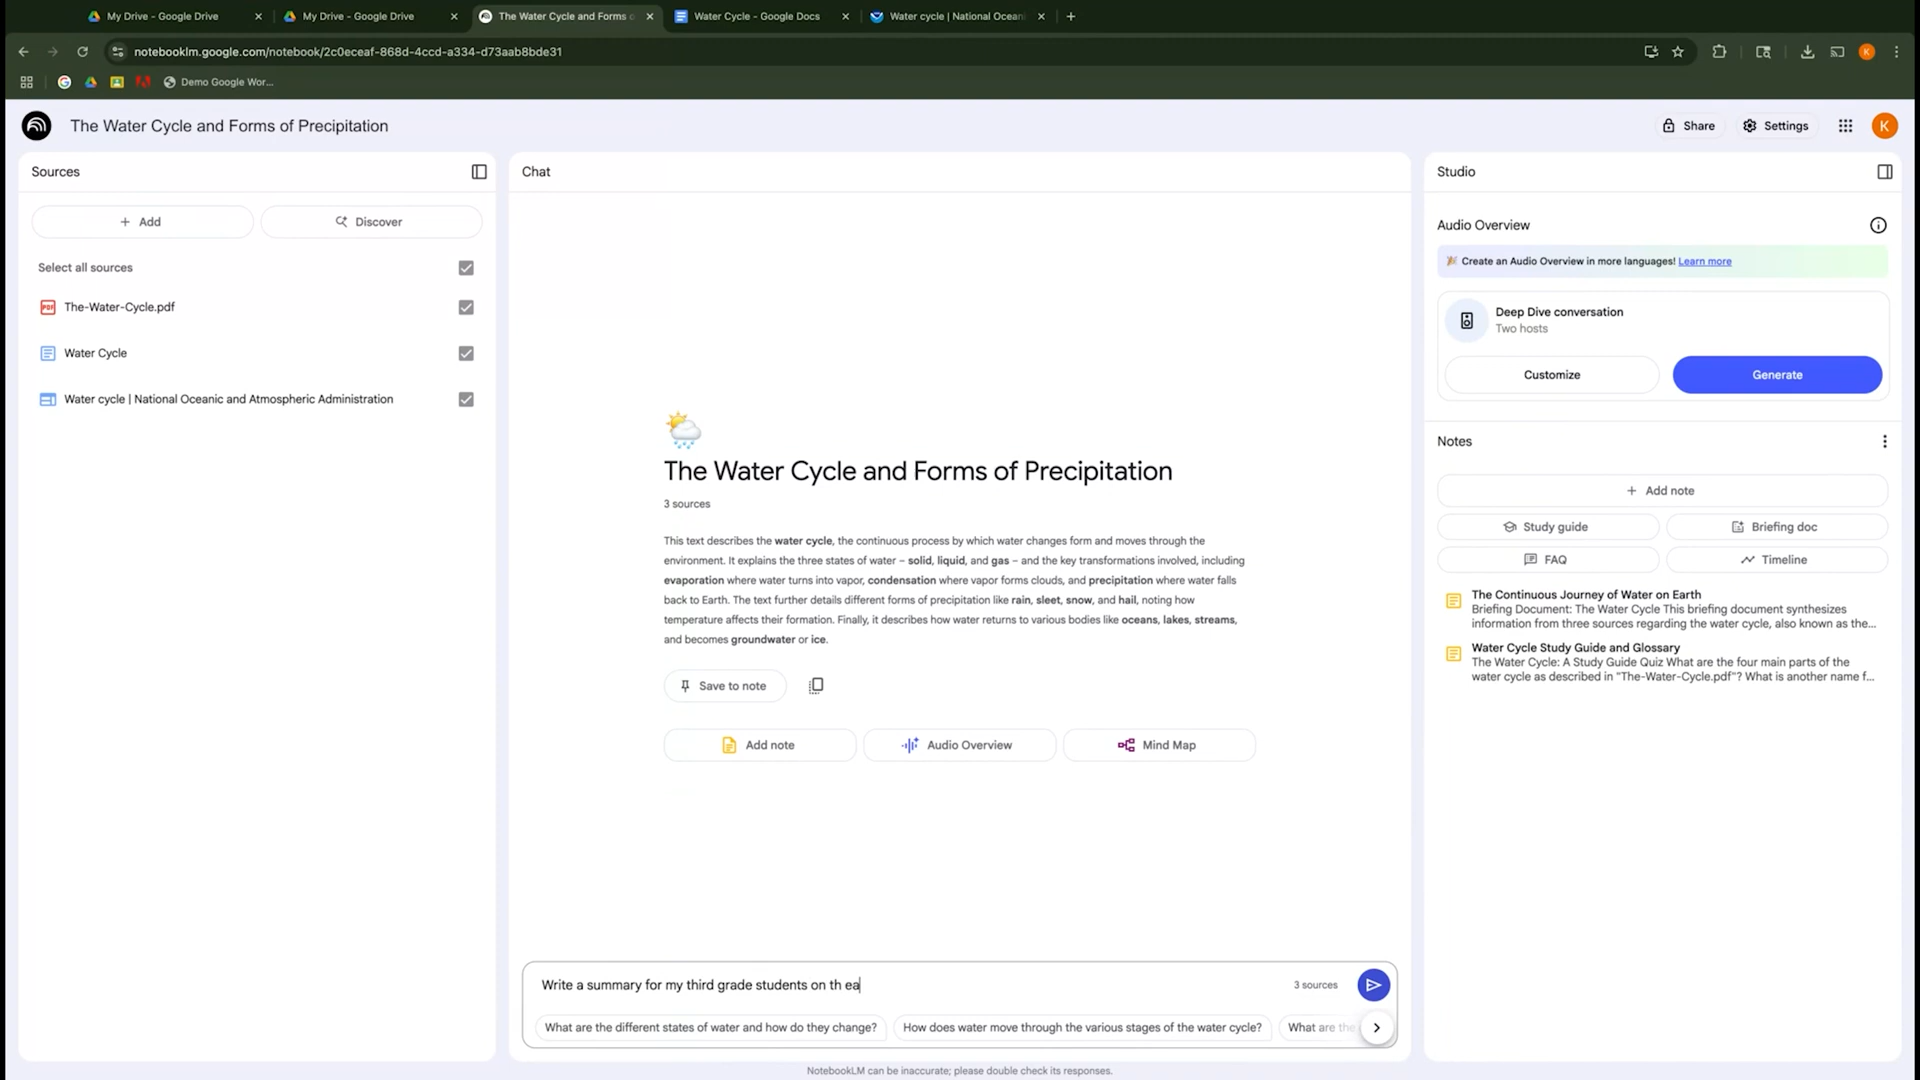 My Drive - Google Drive
My Drive - Google Drive
The Water Cycle and Forms o
Water Cycle - Google Docs
Water cycle | National Ocean
notebooklm.google.com/notebook/2c0eceaf-868d-4ccd-a334-d73aab8bde31
K
Demo Google Wor...
The Water Cycle and Forms of Precipitation
Share
Settings
K
Sources
Chat
Studio
Add
Discover
Select all sources
PDF
The-Water-Cycle.pdf
Water Cycle
Water cycle | National Oceanic and Atmospheric Administration
The Water Cycle and Forms of Precipitation
3 sources
This text describes the water cycle, the continuous process by which water changes form and moves through the
environment. It explains the three states of water – solid, liquid, and gas – and the key transformations involved, including
evaporation where water turns into vapor, condensation where vapor forms clouds, and precipitation where water falls
back to Earth. The text further details different forms of precipitation like rain, sleet, snow, and hail, noting how
temperature affects their formation. Finally, it describes how water returns to various bodies like oceans, lakes, streams,
and becomes groundwater or ice.
Save to note
Add note
Audio Overview
Mind Map
Write a summary for my third grade students on th ea
3 sources
What are the different states of water and how do they change?
How does water move through the various stages of the water cycle?
What are the
NotebookLM can be inaccurate; please double check its responses.
Audio Overview
Create an Audio Overview in more languages! Learn more
Deep Dive conversation
Two hosts
Customize
Generate
Notes
Add note
Study guide
Briefing doc
FAQ
Timeline
The Continuous Journey of Water on Earth
Briefing Document: The Water Cycle This briefing document synthesizes
information from three sources regarding the water cycle, also known as the...
Water Cycle Study Guide and Glossary
The Water Cycle: A Study Guide Quiz What are the four main parts of the
water cycle as described in "The-Water-Cycle.pdf"? What is another name f...